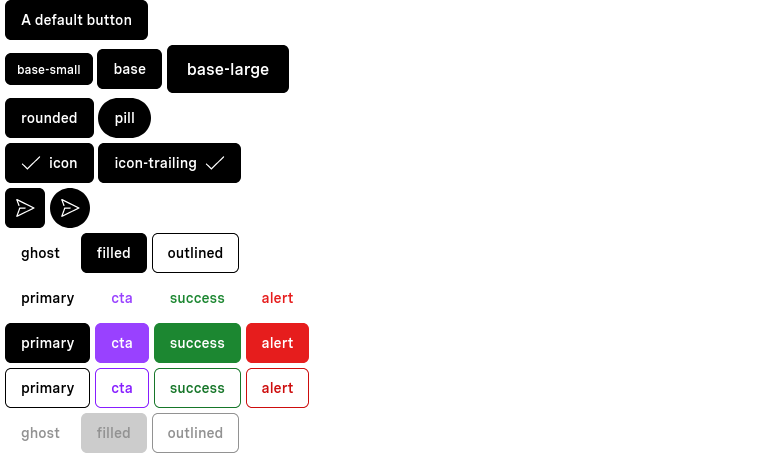 A default button
base-small base base-large
rounded pill
icon icon-trailing
ghost filled outlined
primary cta success alert
primary cta success alert
primary cta success alert
ghost filled outlined